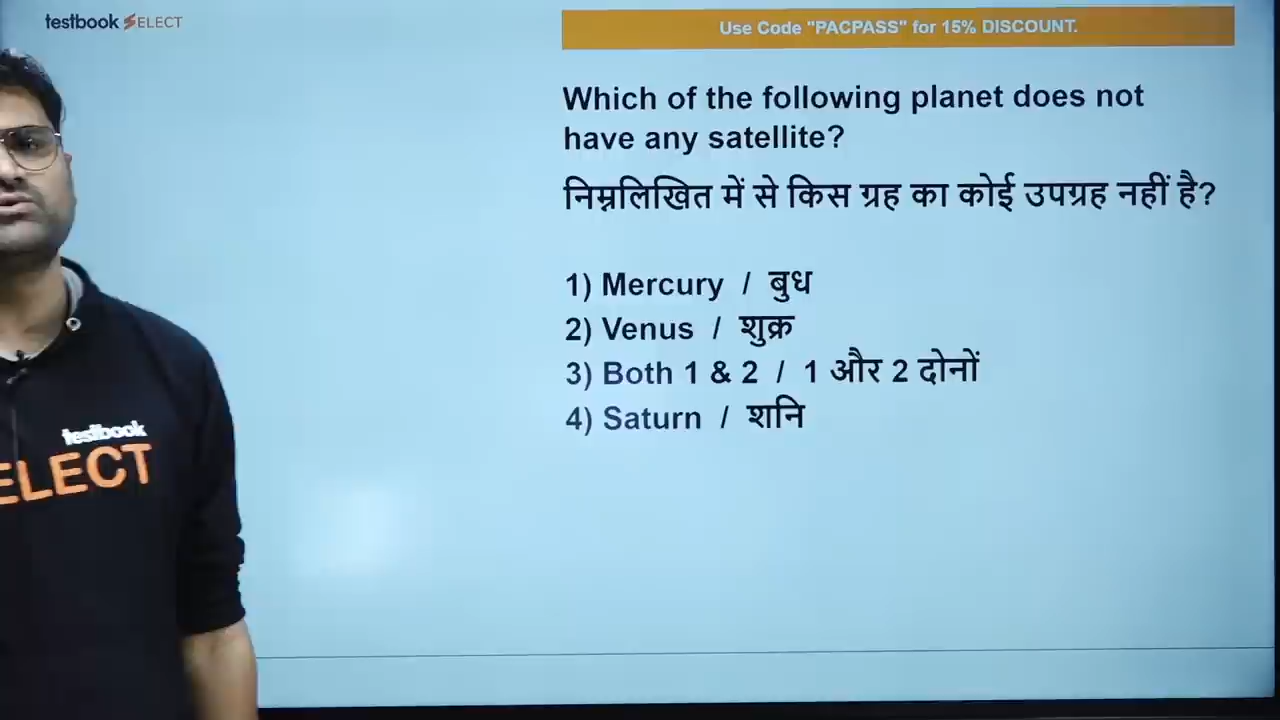 testbook SELECT
Use Code "PACPASS" for 15% DISCOUNT.
Which of the following planet does not
have any satellite?
निम्नलिखित में से किस ग्रह का कोई उपग्रह नहीं है?
1) Mercury / बुध
2) Venus / शुक्र
3) Both 1 & 2 / 1 और 2 दोनों
4) Saturn / शनि
testbook
ELECT